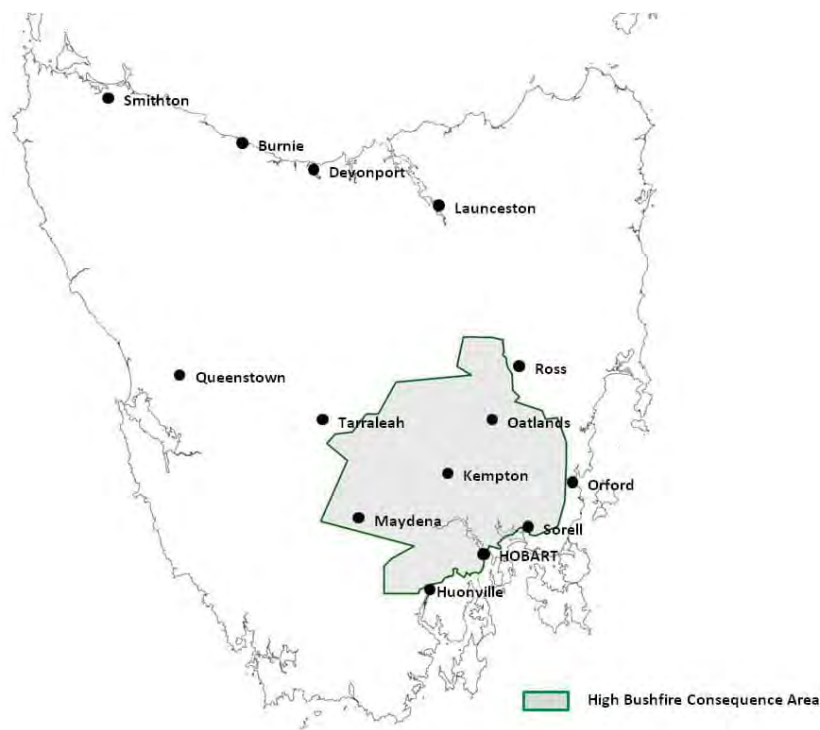 Smithton
Burnie
Devonport
Launceston
Ross
Queenstown
Tarraleah
Oatlands
Kempton
Orford
Maydena
Sorell
HOBART
Huonville
High Bushfire Consequence Area